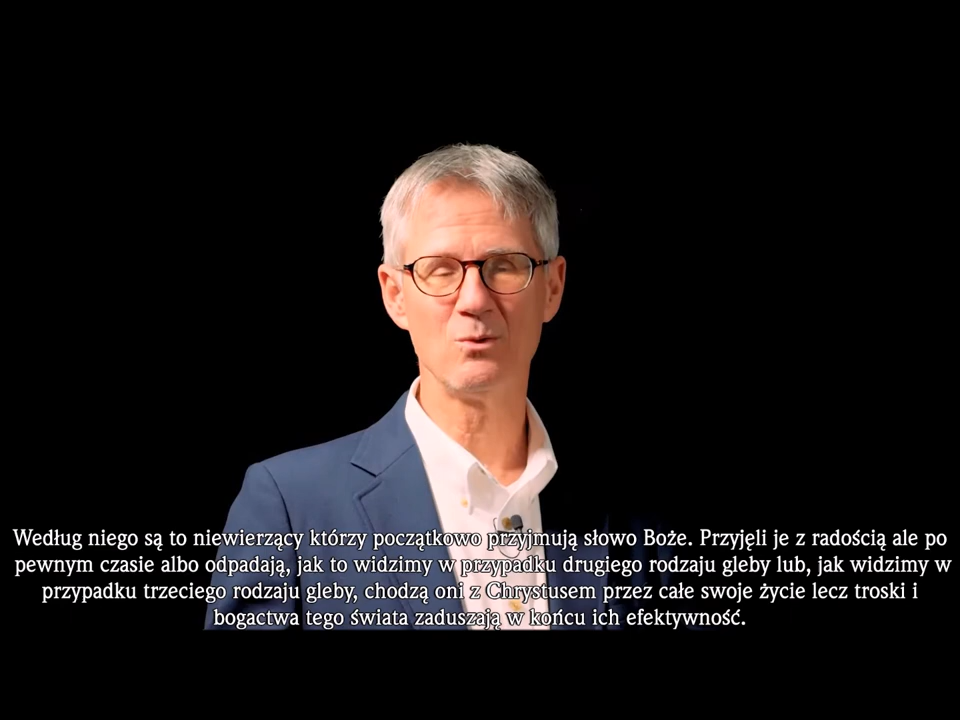 Według niego są to niewierzący którzy początkowo przyjmują słowo Boże. Przyjęli je z radością ale po
pewnym czasie albo odpadają, jak to widzimy w przypadku drugiego rodzaju gleby lub, jak widzimy w
przypadku trzeciego rodzaju gleby, chodzą oni z Chrystusem przez całe swoje życie lecz troski i
bogactwa tego świata zaduszają w końcu ich efektywność.